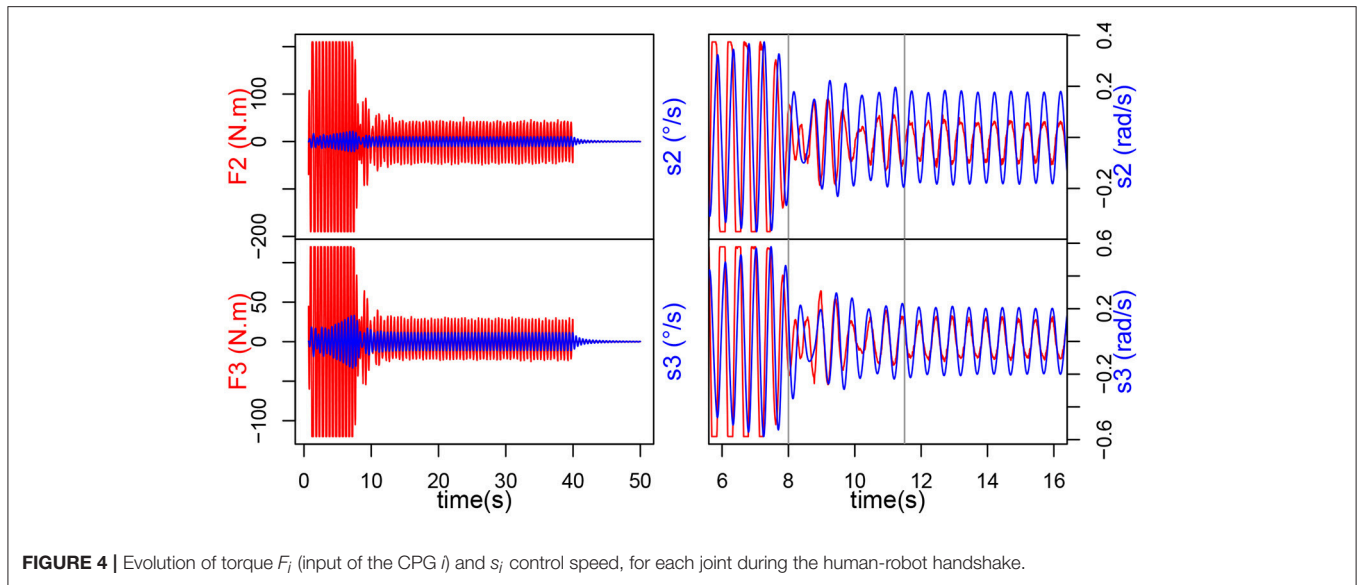 F2 (N.m)
100
0
−200
s2 (°/s)
0.4
0.2
−0.2
s2 (rad/s)
F3 (N.m)
−2
50
0
−100
s3 (°/s)
0.6
0.2
−0.2
−0.6
s3 (rad/s)
0 10 20 30 40 50
time(s)
6 8 10 12 14 16
time(s)
FIGURE 4 | Evolution of torque Fi (input of the CPG i) and si control speed, for each joint during the human-robot handshake.